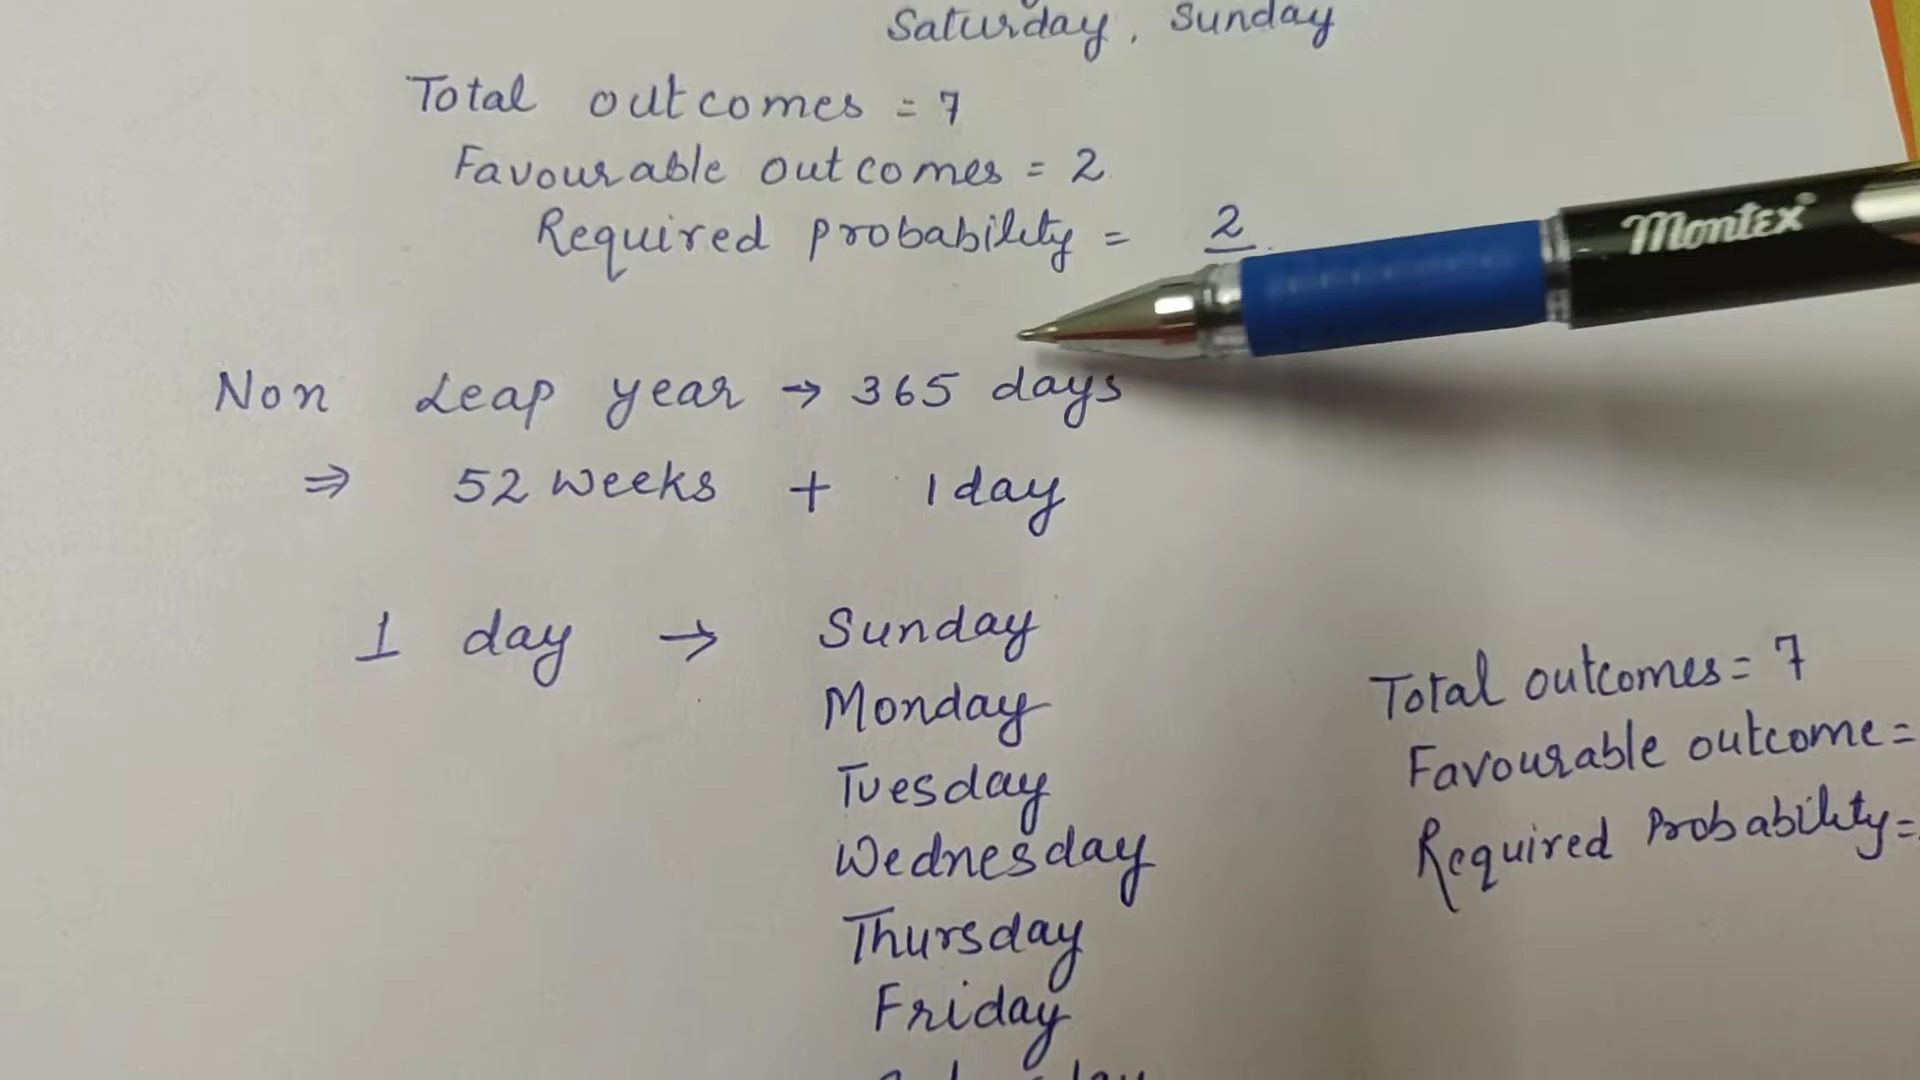 Saturday, Sunday
Total outcomes = 7
Favourable outcomes = 2
Required probability = 2
Montex
Non Leap year → 365 days
⇒ 52 weeks + 1 day
1 day → Sunday
Monday
Tuesday
Wednesday
Thursday
Friday
Total outcomes = 7
Favourable outcome =
Required Probability =